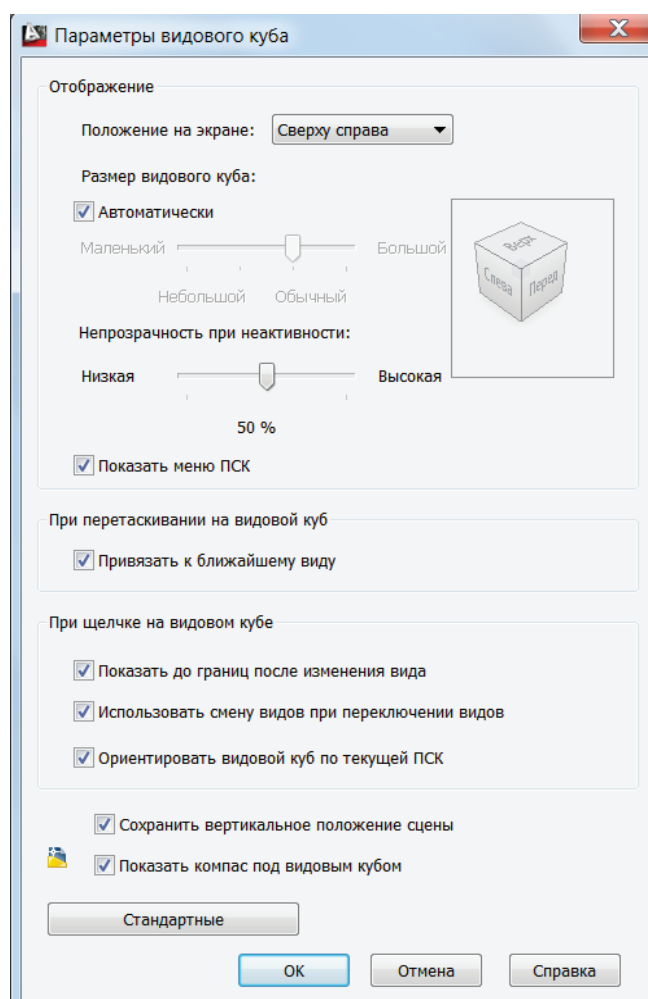 Параметры видового куба
Отображение
Положение на экране: Сверху справа
Размер видового куба:
Автоматически
Маленький Большой
Небольшой Обычный
Верх
Слева Перед
Непрозрачность при неактивности:
Низкая Высокая
50 %
Показать меню ПСК
При перетаскивании на видовой куб
Привязать к ближайшему виду
При щелчке на видовом кубе
Показать до границ после изменения вида
Использовать смену видов при переключении видов
Ориентировать видовой куб по текущей ПСК
Сохранить вертикальное положение сцены
Показать компас под видовым кубом
Стандартные
ОК Отмена Справка